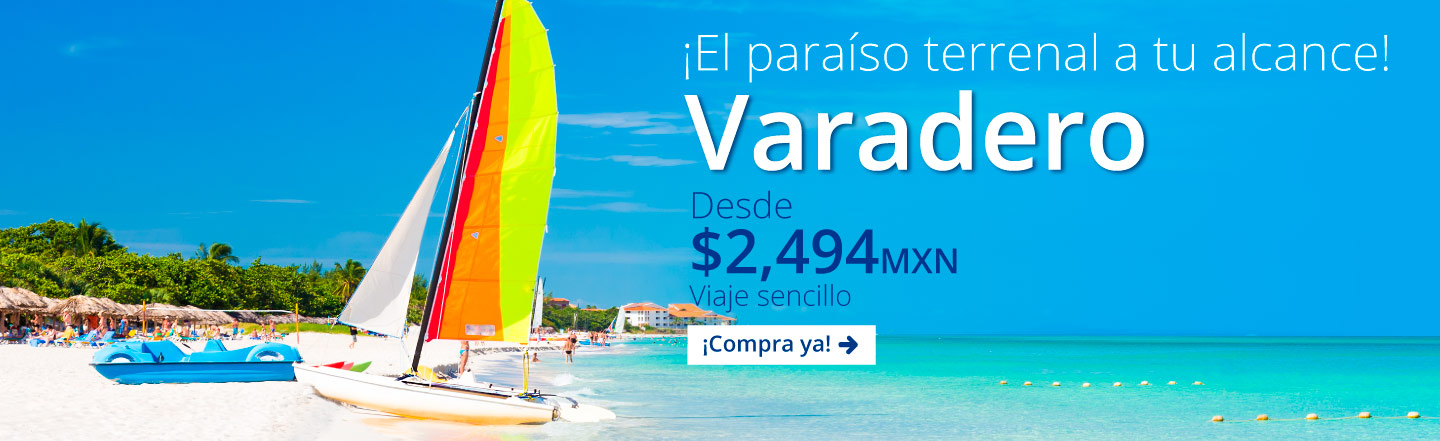 ¡El paraíso terrenal a tu alcance!
Varadero
Desde
$2,494MXN
Viaje sencillo
¡Compra ya!